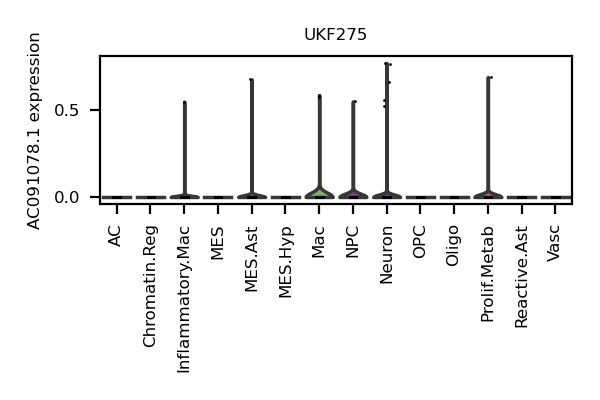 UKF275
AC091078.1 expression
0.5
0.0
AC
Chromatin.Reg
Inflammatory.Mac
MES
MES.Ast
MES.Hyp
Mac
NPC
Neuron
OPC
Oligo
Prolif.Metab
Reactive.Ast
Vasc